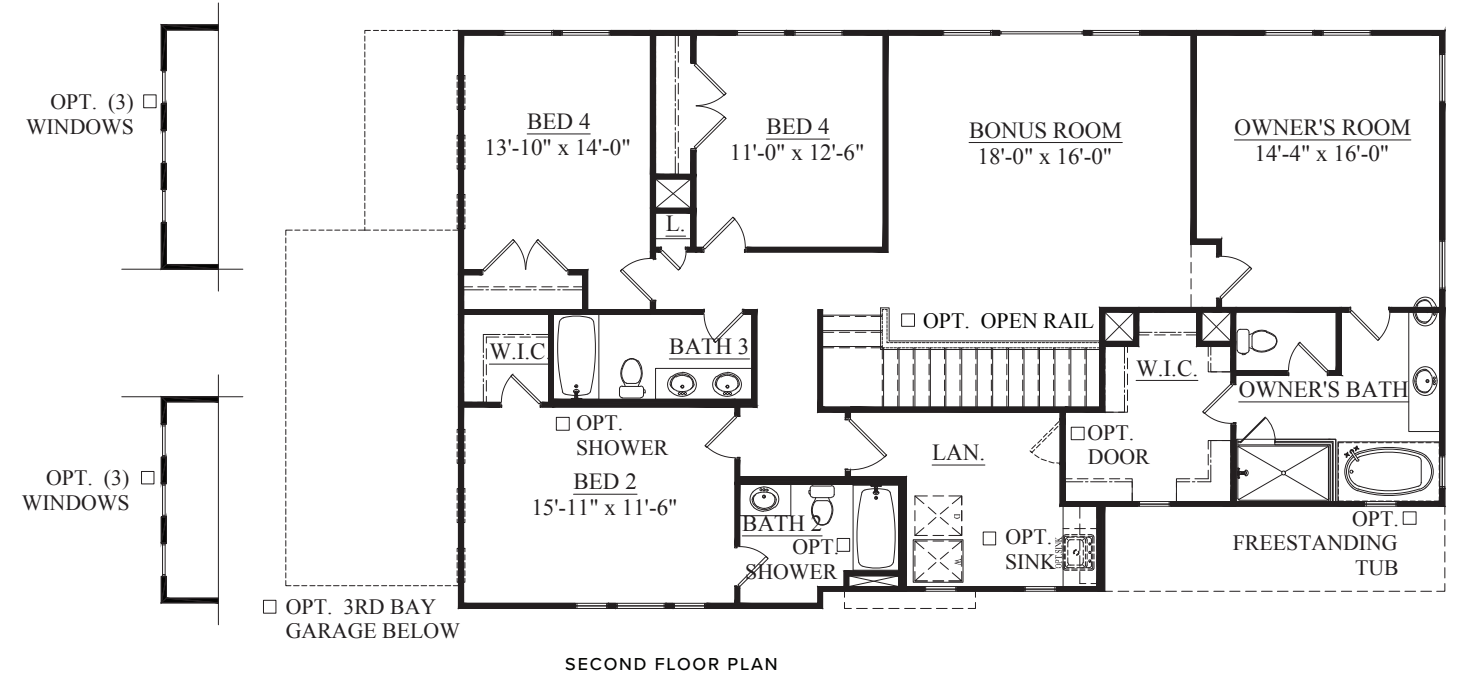 OPT. (3)
WINDOWS
BED 4
13'-10" x 14'-0"
BED 4
11'-0" x 12'-6"
BONUS ROOM
18'-0" x 16'-0"
OWNER'S ROOM
14'-4" x 16'-0"
L.
OPT. OPEN RAIL
W.I.C.
BATH 3
W.I.C.
OWNER'S BATH
OPT.
SHOWER
OPT.
DOOR
LAN.
OPT. (3)
WINDOWS
BED 2
15'-11" x 11'-6"
BATH 2
OPT.
SHOWER
D
W
OPT.
SINK
OPT SINK
OPT.
FREESTANDING
TUB
OPT. 3RD BAY
GARAGE BELOW
SECOND FLOOR PLAN